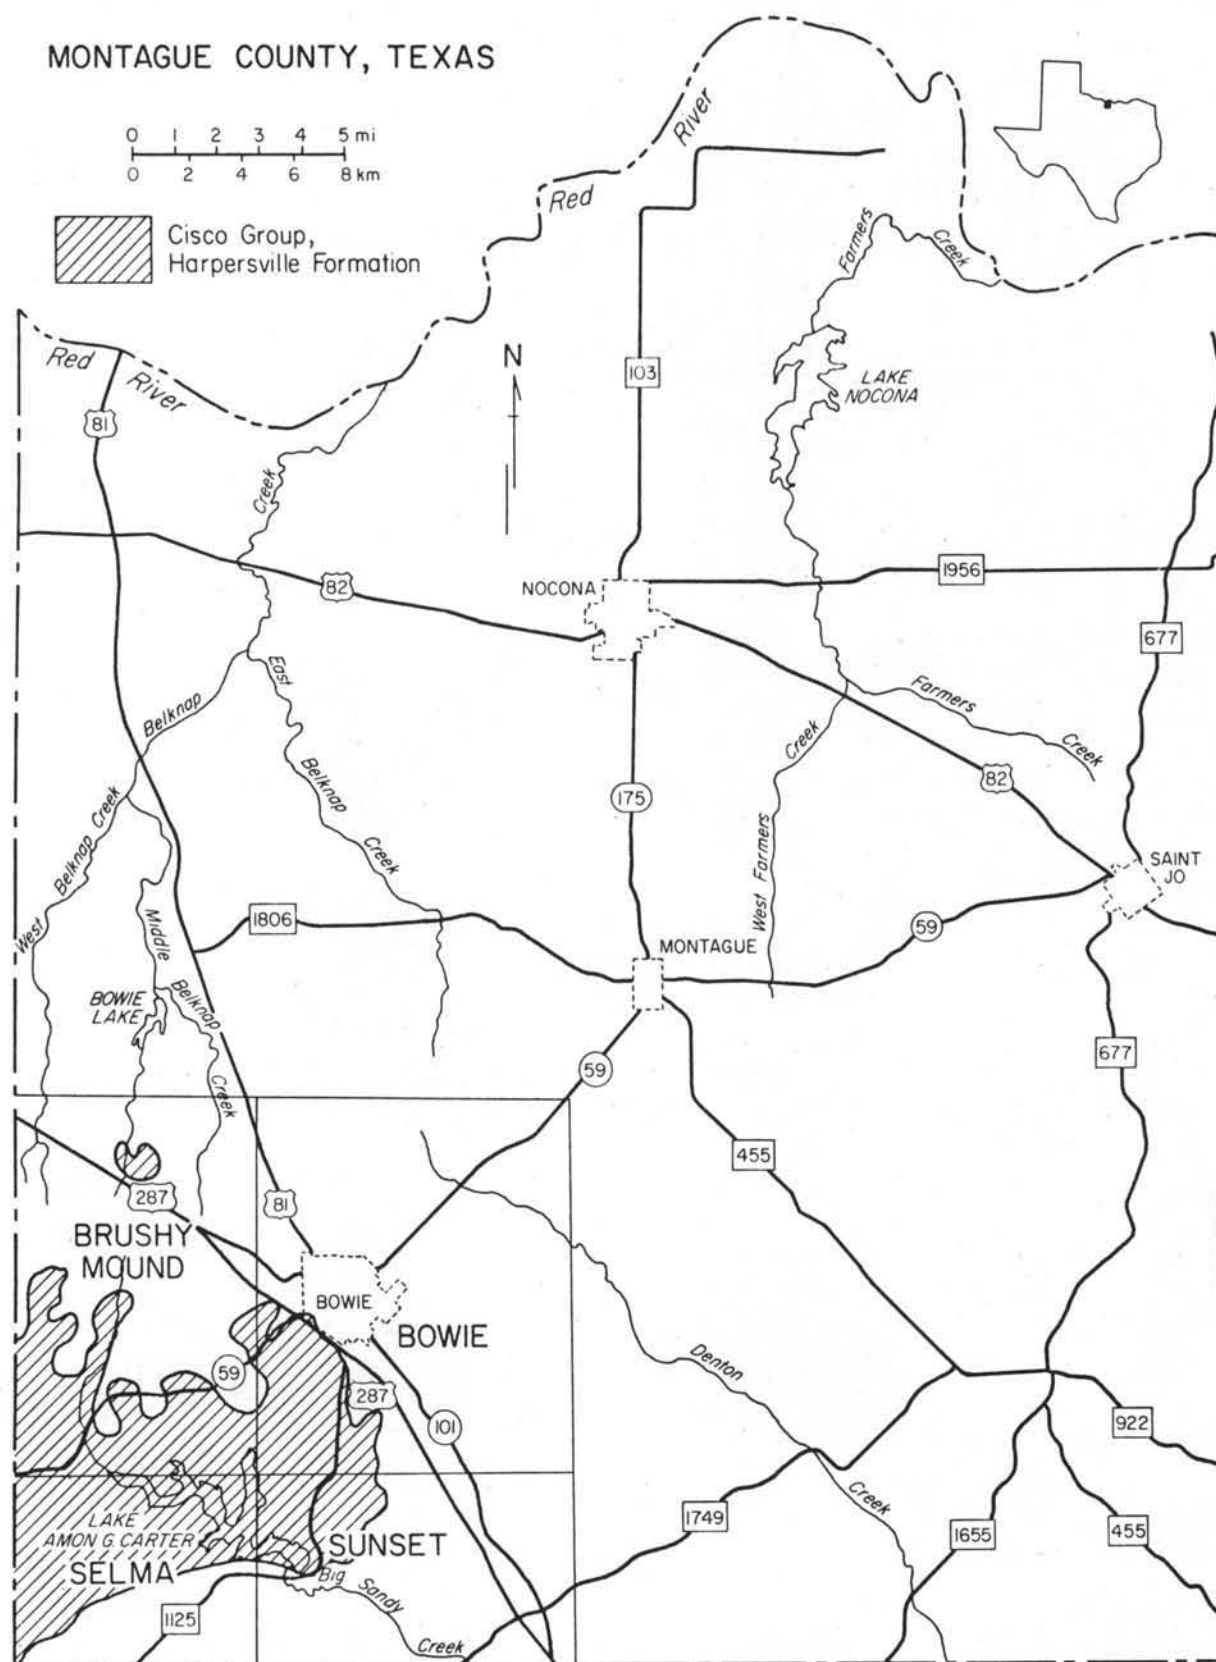 MONTAGUE COUNTY, TEXAS
0 1 2 3 4 5 mi
0 2 4 6 8 km
Cisco Group,
Harpersville Formation
Red
River
Red
River
Farmers
Creek
N
103
LAKE
NOCONA
81
Creek
82
NOCONA
1956
677
East
Belknap
Creek
Belknap
Farmers
Creek
Creek
West Farmers
82
175
West
Belknap Creek
SAINT
JO
1806
59
MONTAGUE
Middle
Belknap
Creek
BOWIE
LAKE
59
677
455
287
81
BRUSHY
MOUND
BOWIE
BOWIE
59
287
101
Denton
Creek
922
1749
1655
455
LAKE
AMON G. CARTER
SUNSET
SELMA
Big
Sandy
Creek
1125